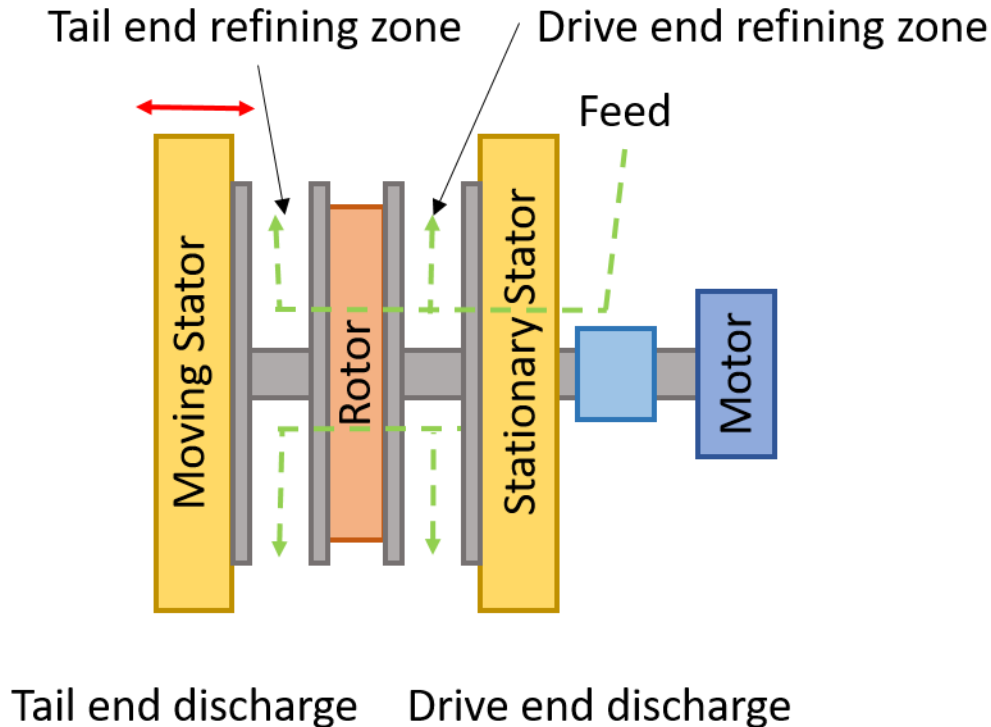 Tail end refining zone
Drive end refining zone
Feed
Moving Stator
Rotor
Stationary Stator
Motor
Tail end discharge
Drive end discharge